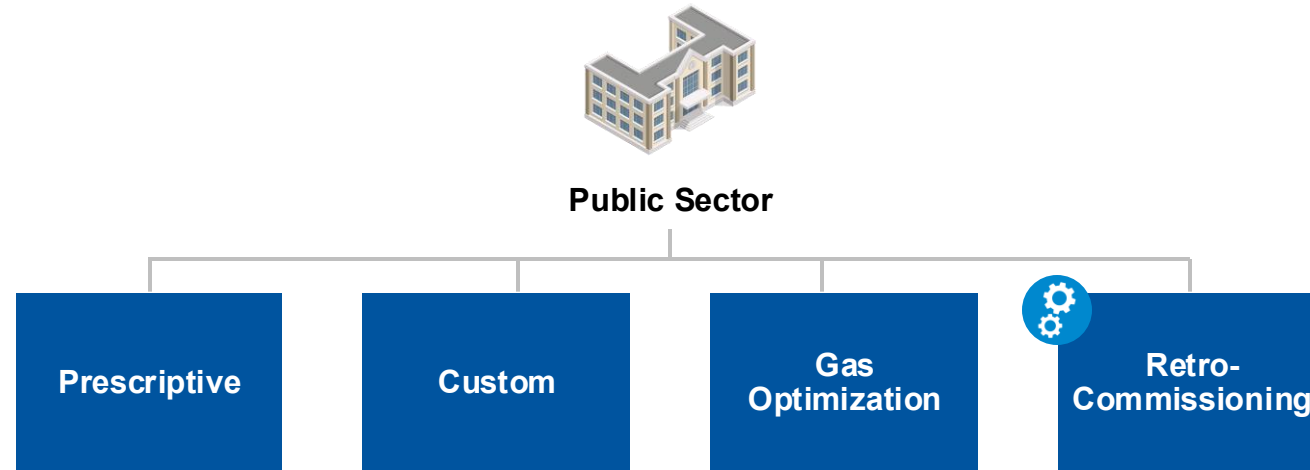 Public Sector
Prescriptive
Custom
Gas
Optimization
Retro-
Commissioning